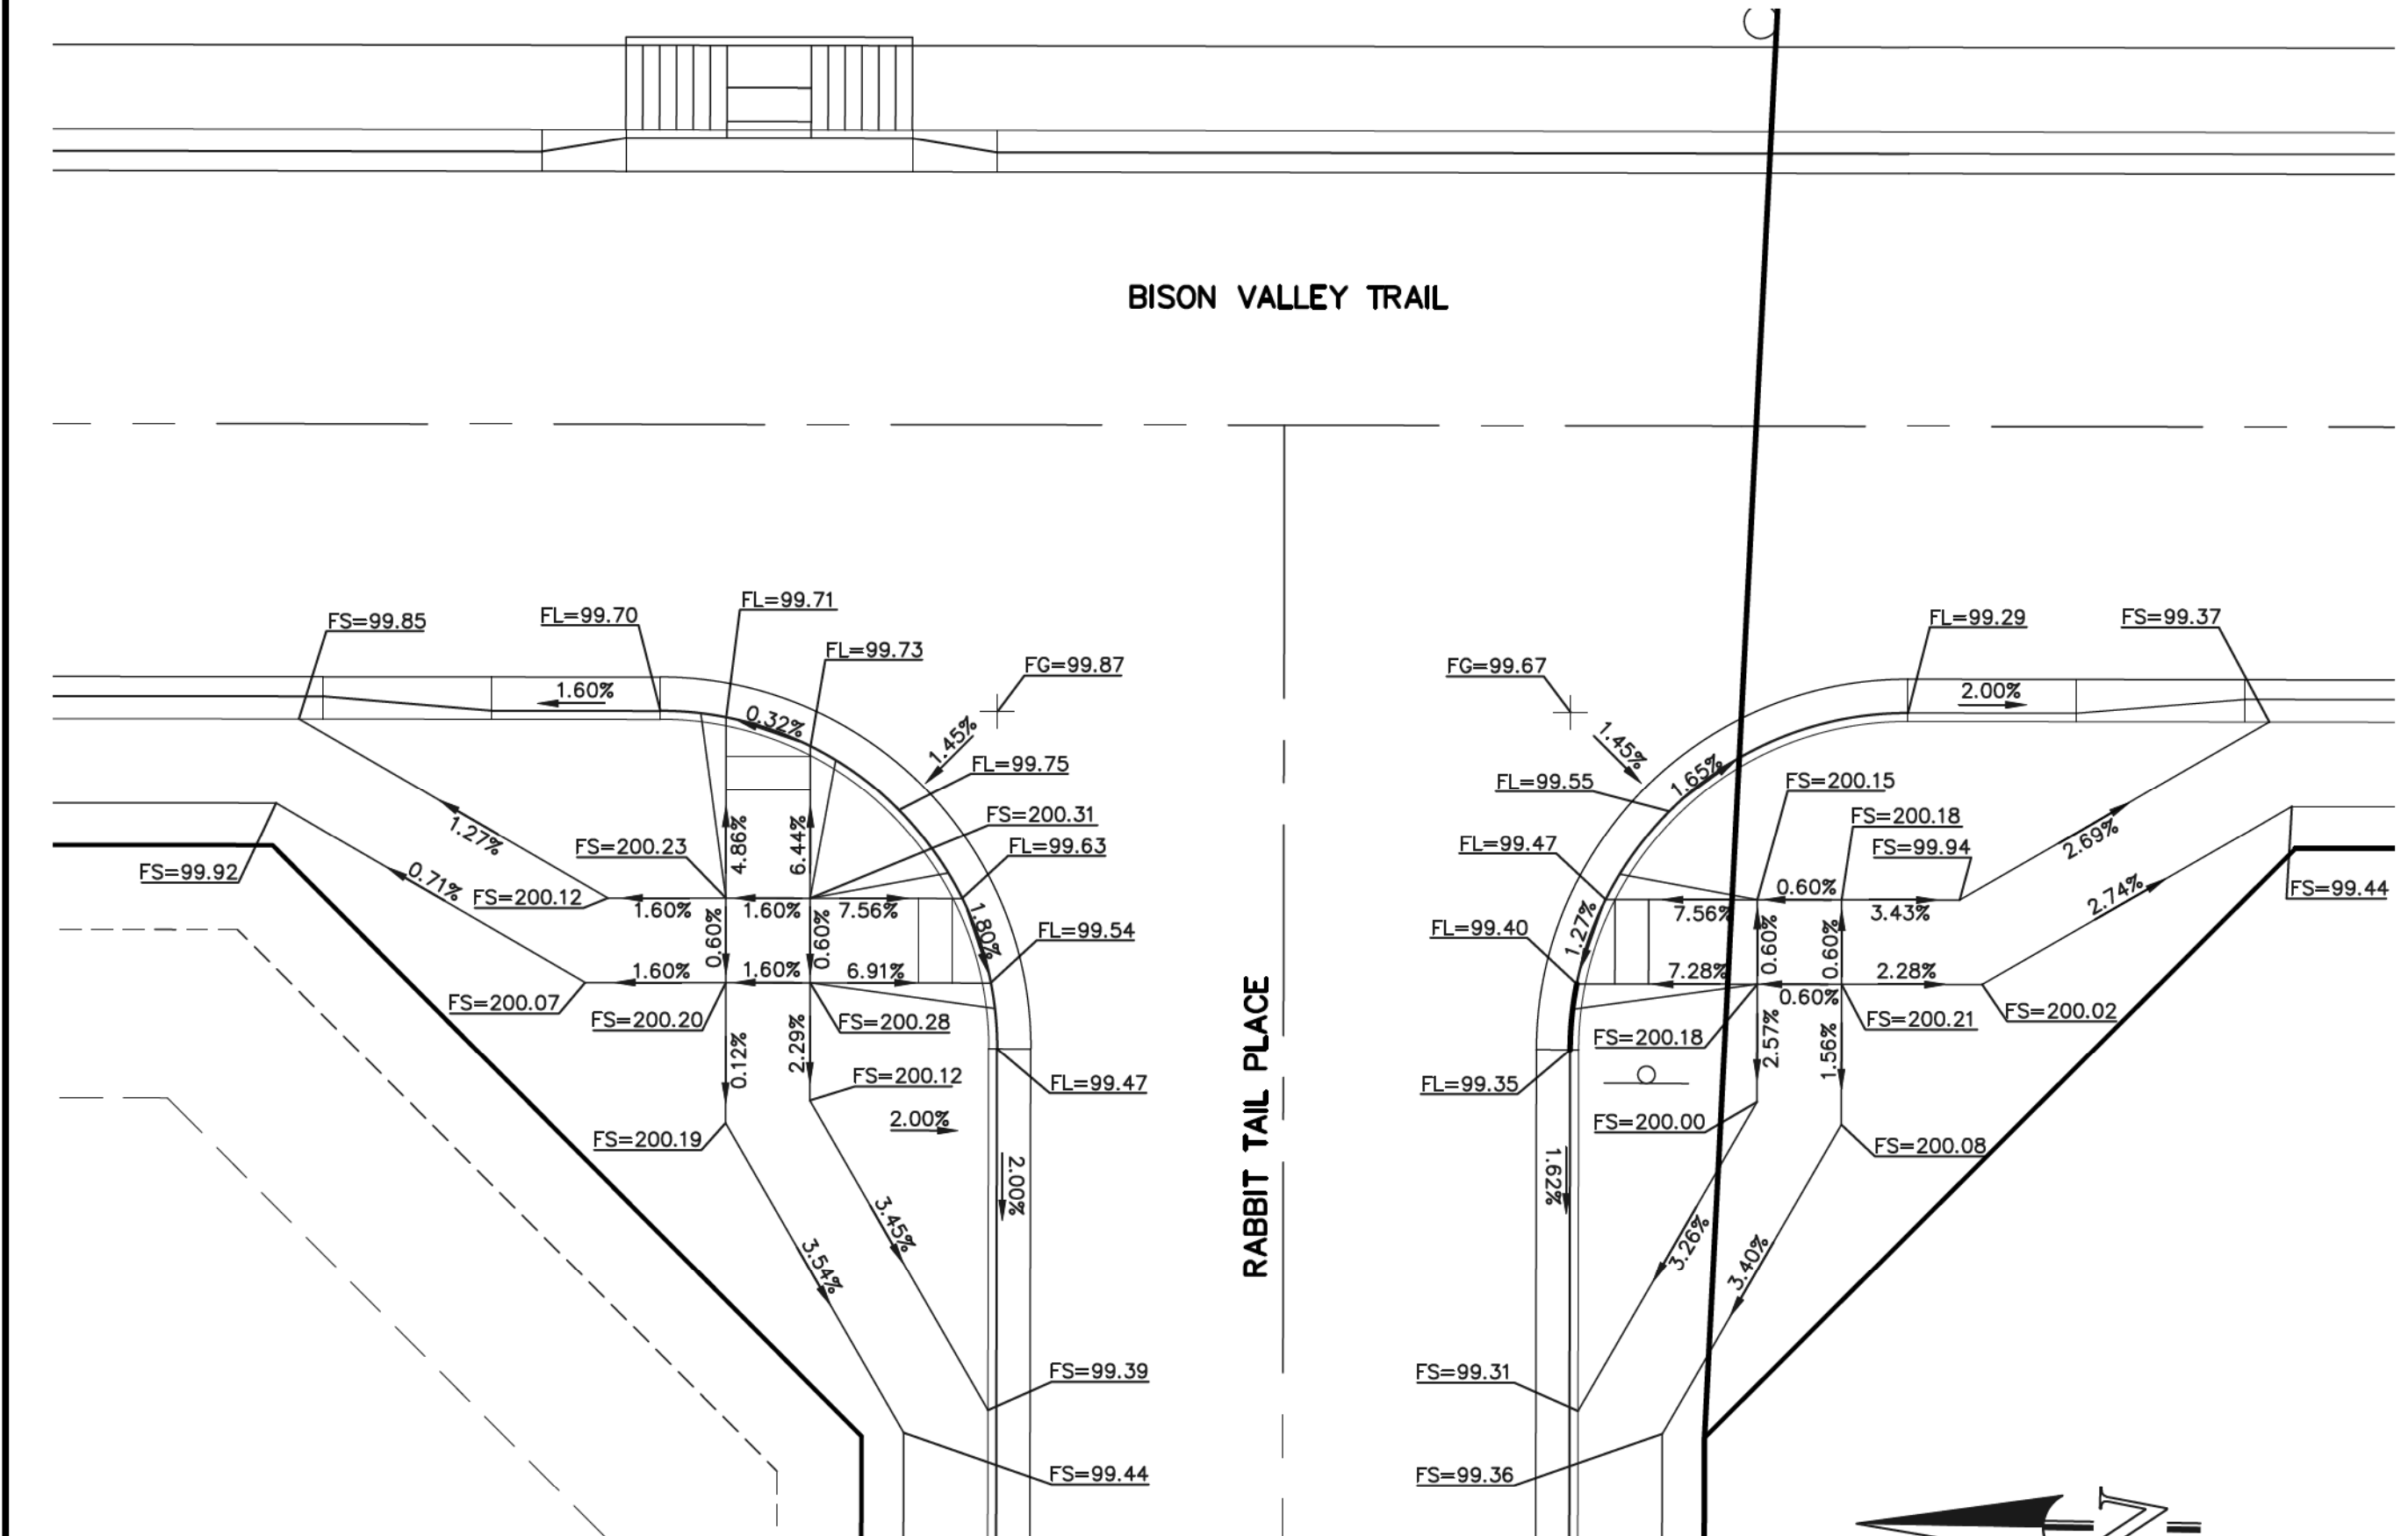 BISON VALLEY TRAIL
FL=99.71
FS=99.85
FL=99.70
FL=99.29
FS=99.37
FL=99.73
FG=99.87
FG=99.67
1.60%
2.00%
0.32%
1.45%
1.45%
FL=99.75
1.65%
FL=99.55
FS=200.15
FS=200.31
FS=200.18
1.27%
4.86%
6.44%
FS=200.23
FL=99.63
FL=99.47
FS=99.94
2.69%
FS=99.92
0.71%
FS=200.12
1.60%
1.60%
7.56%
7.56%
0.60%
3.43%
2.74%
FS=99.44
0.60%
0.60%
1.80%
FL=99.54
FL=99.40
1.27%
0.60%
0.60%
1.60%
1.60%
6.91%
7.28%
2.28%
0.60%
FS=200.07
FS=200.20
FS=200.28
FS=200.18
FS=200.21
FS=200.02
0.12%
2.29%
2.57%
1.56%
FS=200.12
FL=99.47
FL=99.35
2.00%
FS=200.00
FS=200.19
FS=200.08
RABBIT TAIL PLACE
2.00%
1.62%
3.45%
3.54%
3.26%
3.40%
FS=99.39
FS=99.31
FS=99.44
FS=99.36